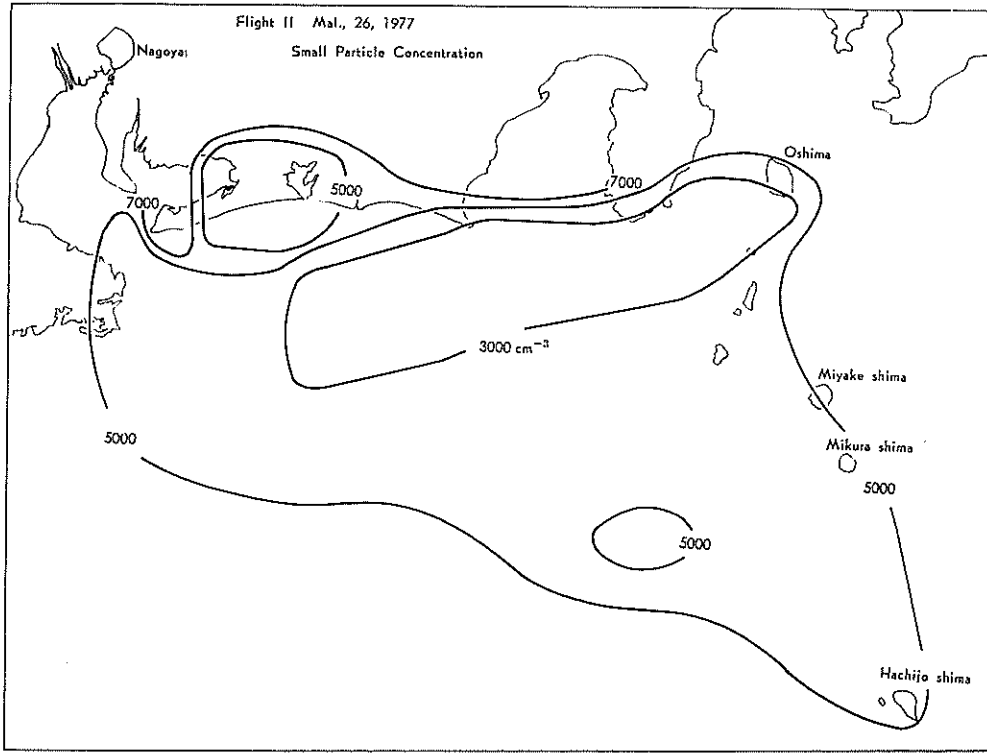 Flight II Mal., 26, 1977
Small Particle Concentration
Nagoya:
Oshima
7000
5000
7000
3000 cm⁻³
Miyake shima
5000
Mikura shima
5000
5000
Hachijo shima